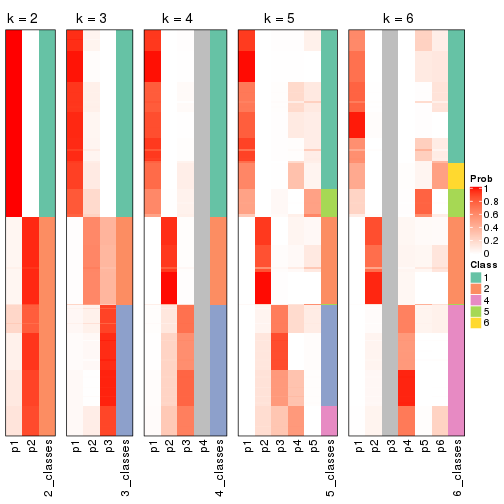 k = 2
k = 3
k = 4
k = 5
k = 6
Prob
1
0.8
0.6
0.4
0.2
0
Class
1
2
4
5
6
p1
p2
2_classes
p1
p2
p3
3_classes
p1
p2
p3
p4
4_classes
p1
p2
p3
p4
p5
5_classes
p1
p2
p3
p4
p5
p6
6_classes